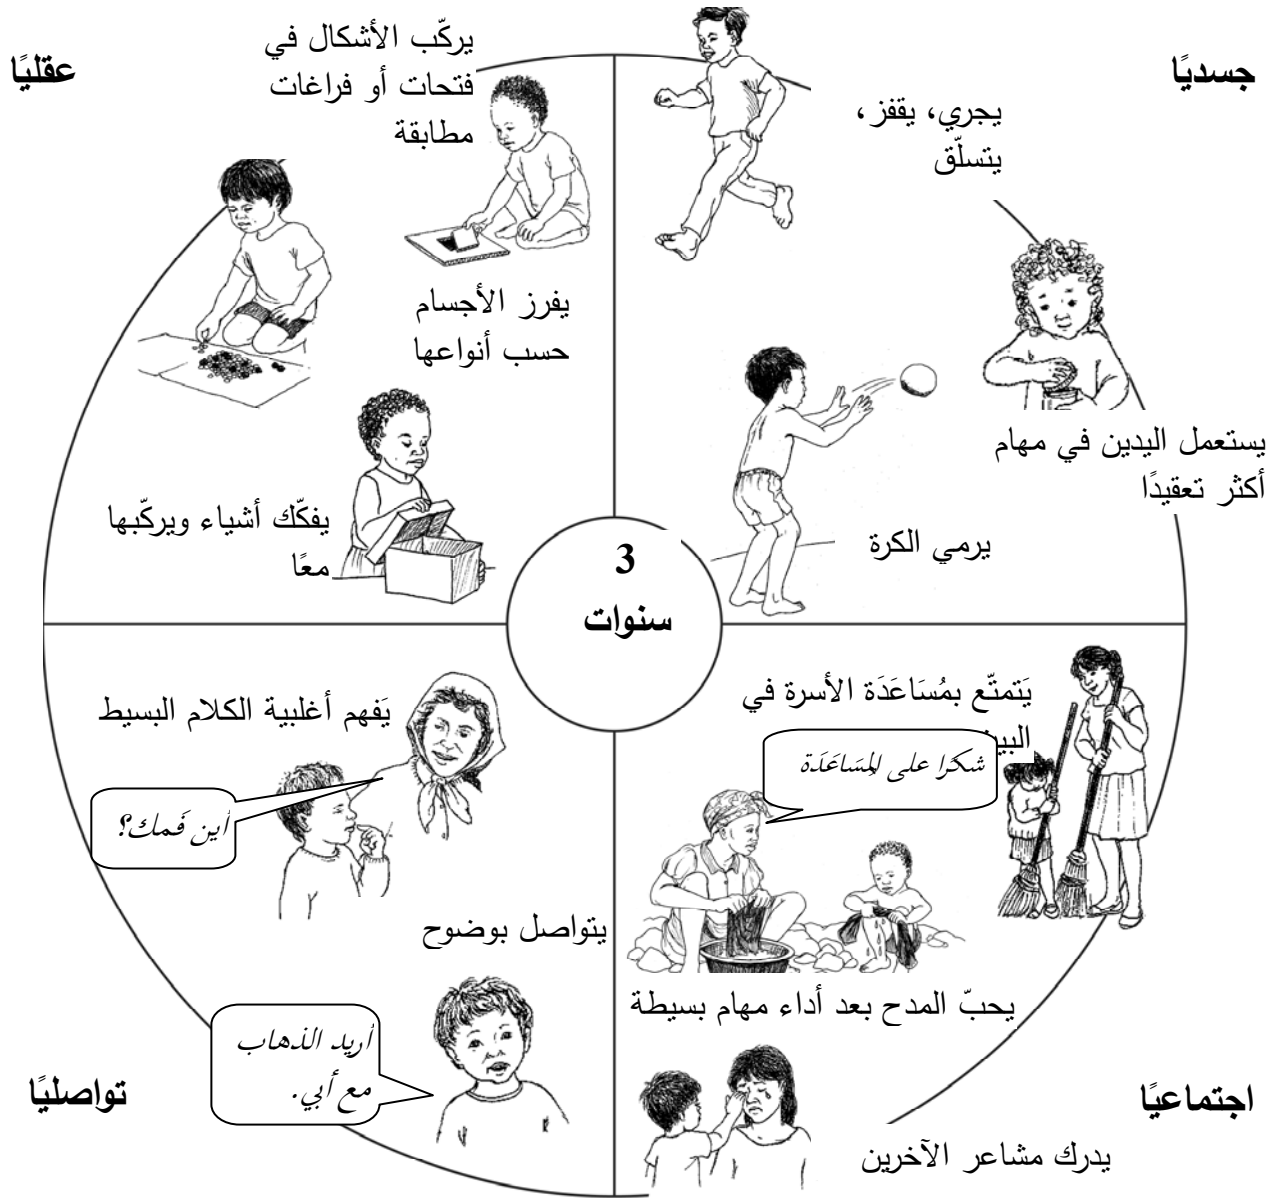 جسديًا
يجري، يقفز،
يتسلّق
يستعمل اليدين في مهام
أكثر تعقيدًا
يرمي الكرة
عقليًا
يركّب الأشكال في
فتحات أو فراغات
مطابقة
يفرز الأجسام
حسب أنواعها
يفكّك أشياء ويركّبها
معًا
3
سنوات
يَتمتّع بمُسَاعَدَة الأسرة في
شكرا على المِسَاعَدَة
يحبّ المدح بعد أداء مهام بسيطة
يدرك مشاعر الآخرين
اجتماعيًا
يَفهم أغلبية الكلام البسيط
أين فَمك؟
يتواصل بوضوح
أريد الذهاب
مع أبي.
تواصليًا